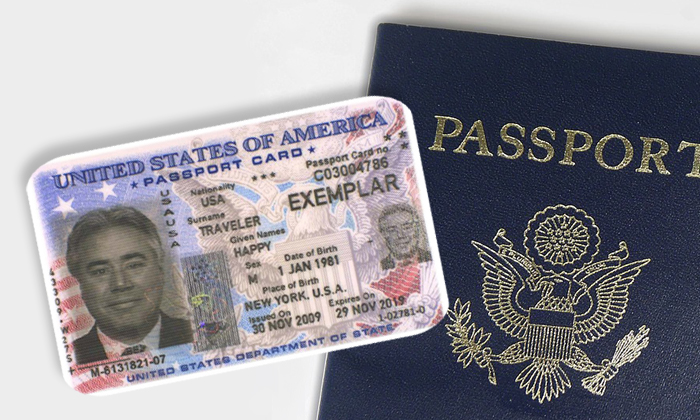 UNITED STATES OF AMERICA
★ PASSPORT CARD ★
Nationality
USA
Passport Card no
C03004786
★★★
EXEMPLAR
Surname
TRAVELER
Given Names
HAPPY
Sex
M
Date of Birth
1 JAN 1981
Place of Birth
NEW YORK, U.S.A.
Issued On
30 NOV 2009
Expires On
29 NOV 2019
1-02781-0
USA
USA
M-6131821-07
UNITED STATES DEPARTMENT OF STATE
PASSPORT